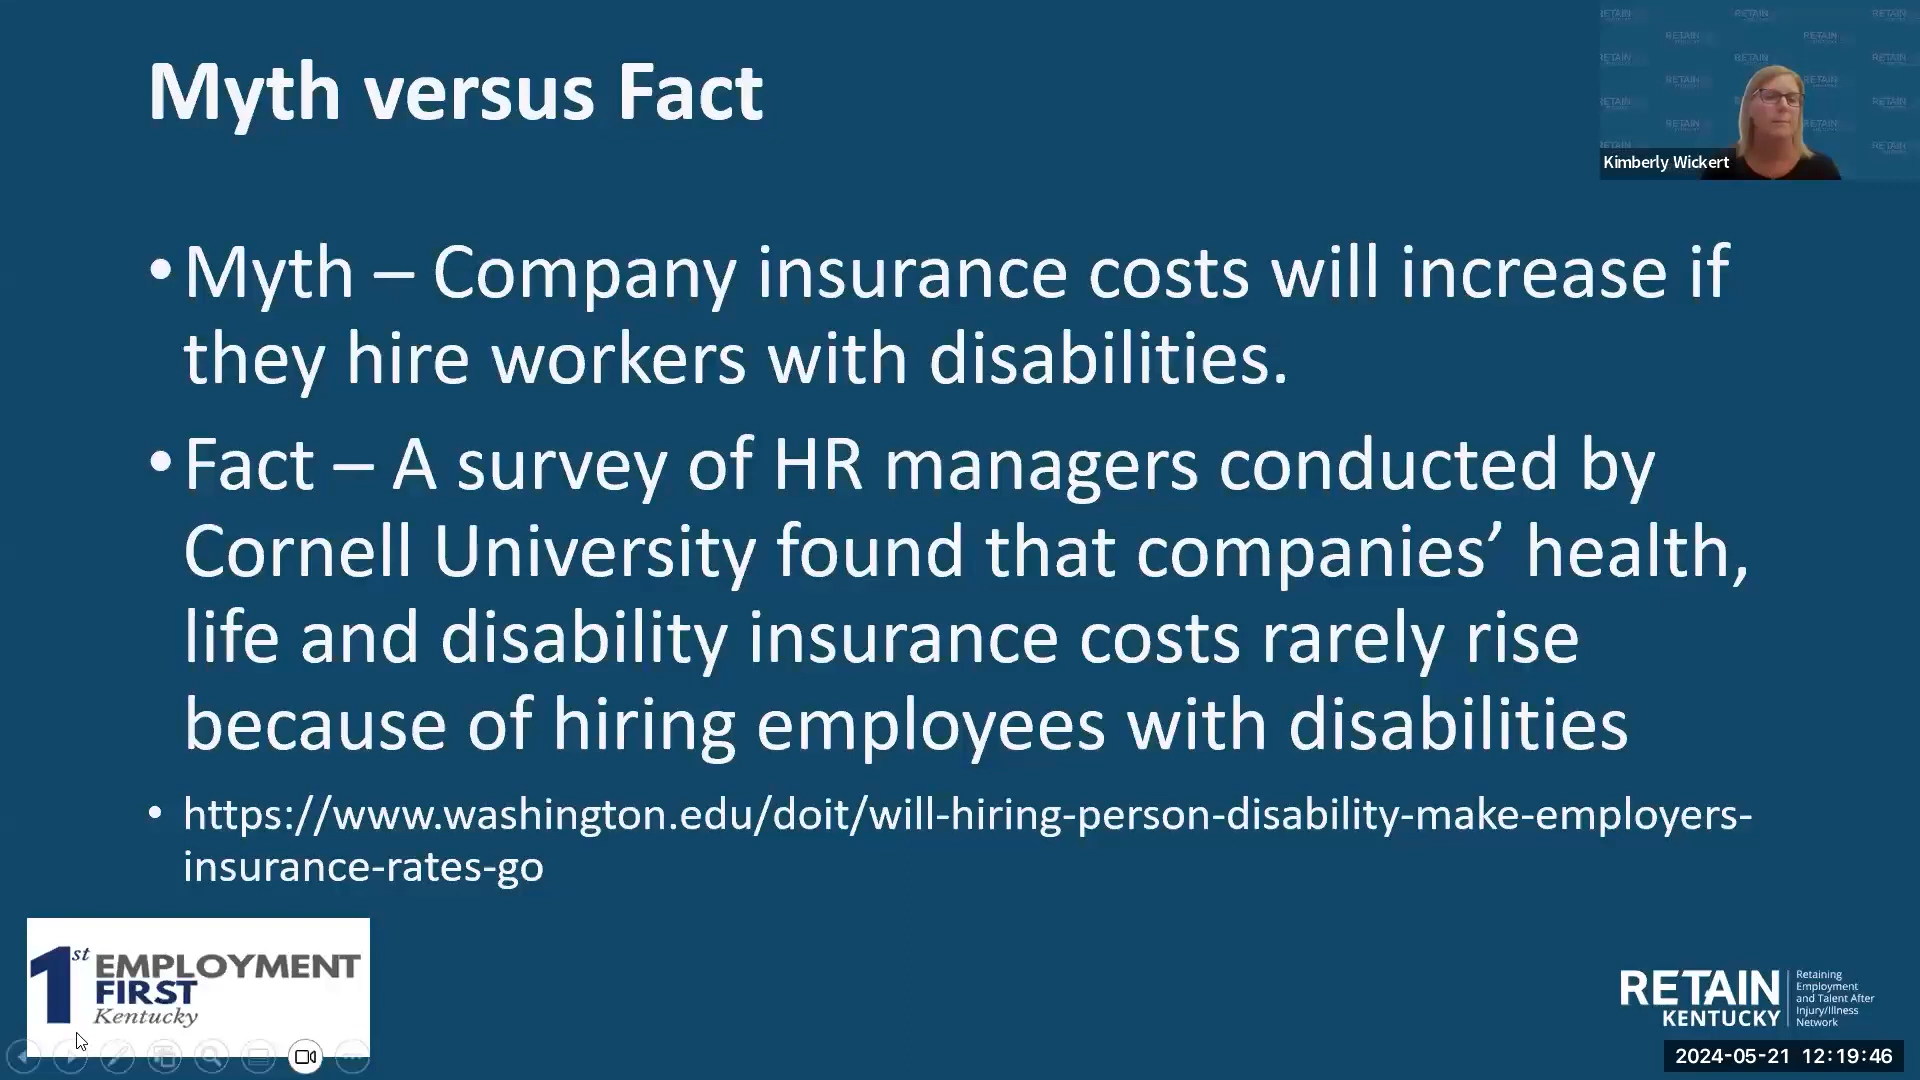 Myth versus Fact
Kimberly Wickert
•Myth – Company insurance costs will increase if
they hire workers with disabilities.
•Fact – A survey of HR managers conducted by
Cornell University found that companies’ health,
life and disability insurance costs rarely rise
because of hiring employees with disabilities
• https://www.washington.edu/doit/will-hiring-person-disability-make-employers-
insurance-rates-go
1st EMPLOYMENT
FIRST
Kentucky
RETAIN
KENTUCKY
Retaining
Employment
and Talent After
Injury/Illness
Network
2024-05-21 12:19:46